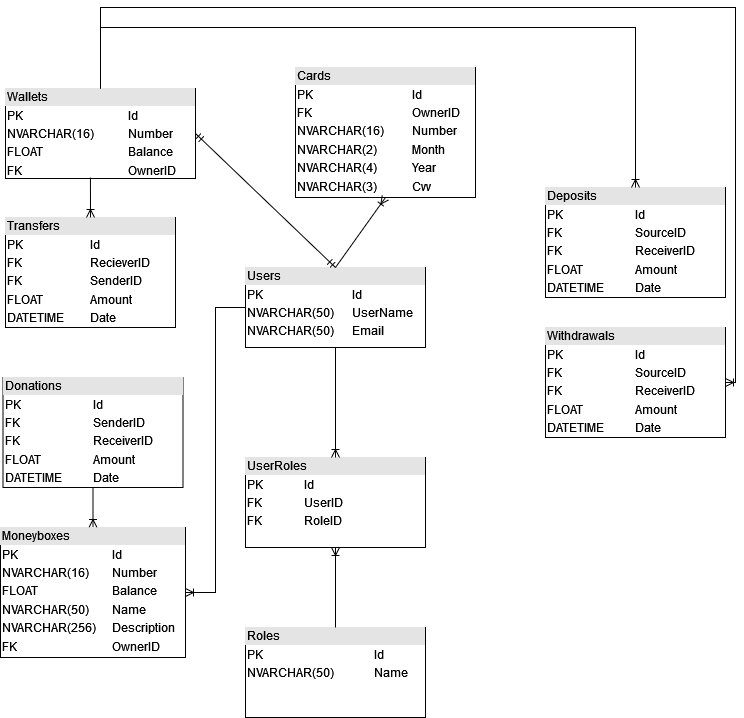 Wallets
PK Id
NVARCHAR(16) Number
FLOAT Balance
FK OwnerID
Cards
PK Id
FK OwnerID
NVARCHAR(16) Number
NVARCHAR(2) Month
NVARCHAR(4) Year
NVARCHAR(3) Cvv
Transfers
PK Id
FK RecieverID
FK SenderID
FLOAT Amount
DATETIME Date
Deposits
PK Id
FK SourceID
FK ReceiverID
FLOAT Amount
DATETIME Date
Users
PK Id
NVARCHAR(50) UserName
NVARCHAR(50) Email
Withdrawals
PK Id
FK SourceID
FK ReceiverID
FLOAT Amount
DATETIME Date
Donations
PK Id
FK SenderID
FK ReceiverID
FLOAT Amount
DATETIME Date
UserRoles
PK Id
FK UserID
FK RoleID
Moneyboxes
PK Id
NVARCHAR(16) Number
FLOAT Balance
NVARCHAR(50) Name
NVARCHAR(256) Description
FK OwnerID
Roles
PK Id
NVARCHAR(50) Name